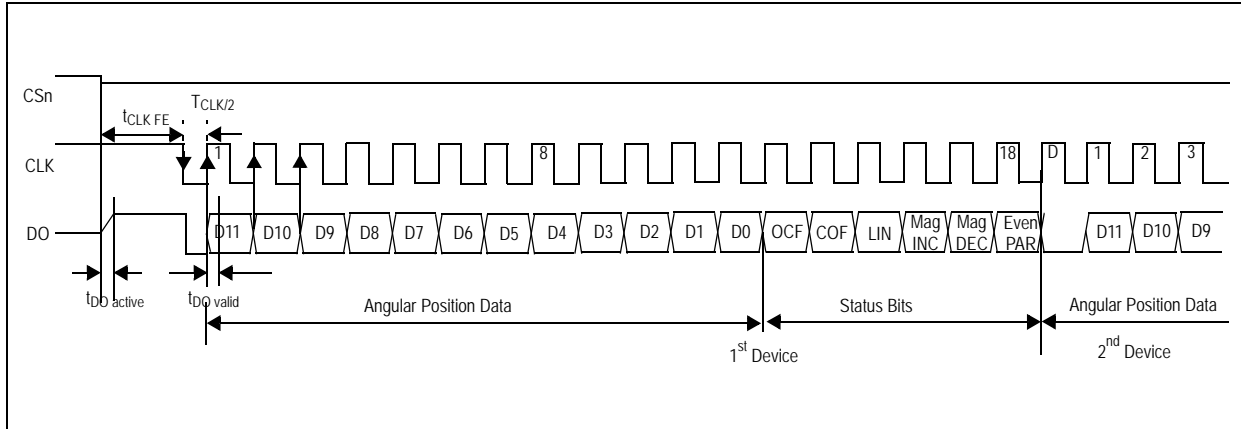 CSn
tCLK FE
TCLK/2
CLK
1
8
18
D
1
2
3
DO
D11
D10
D9
D8
D7
D6
D5
D4
D3
D2
D1
D0
OCF
COF
LIN
Mag INC
Mag DEC
Even PAR
D11
D10
D9
tDO active
tDO valid
Angular Position Data
Status Bits
Angular Position Data
1st Device
2nd Device